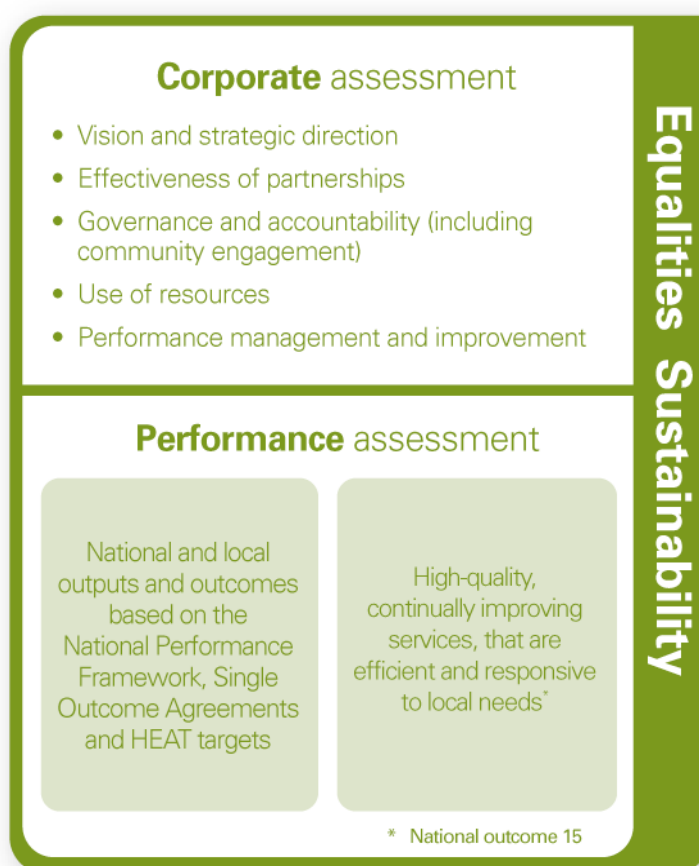 Corporate assessment
• Vision and strategic direction
• Effectiveness of partnerships
• Governance and accountability (including
community engagement)
• Use of resources
• Performance management and improvement
Performance assessment
National and local
outputs and outcomes
based on the
National Performance
Framework, Single
Outcome Agreements
and HEAT targets
High-quality,
continually improving
services, that are
efficient and responsive
to local needs*
* National outcome 15
Equalities Sustainability